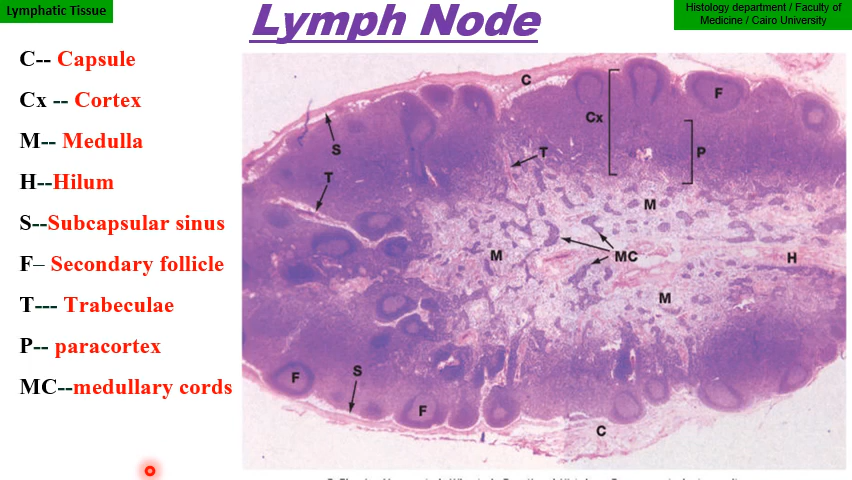 Lymphatic Tissue
Lymph Node
Histology department / Faculty of
Medicine / Cairo University
C-- Capsule
Cx -- Cortex
M-- Medulla
H--Hilum
S--Subcapsular sinus
F– Secondary follicle
T--- Trabeculae
P-- paracortex
MC--medullary cords
C
F
Cx
S
T
P
T
M
M
MC
H
M
S
F
F
C